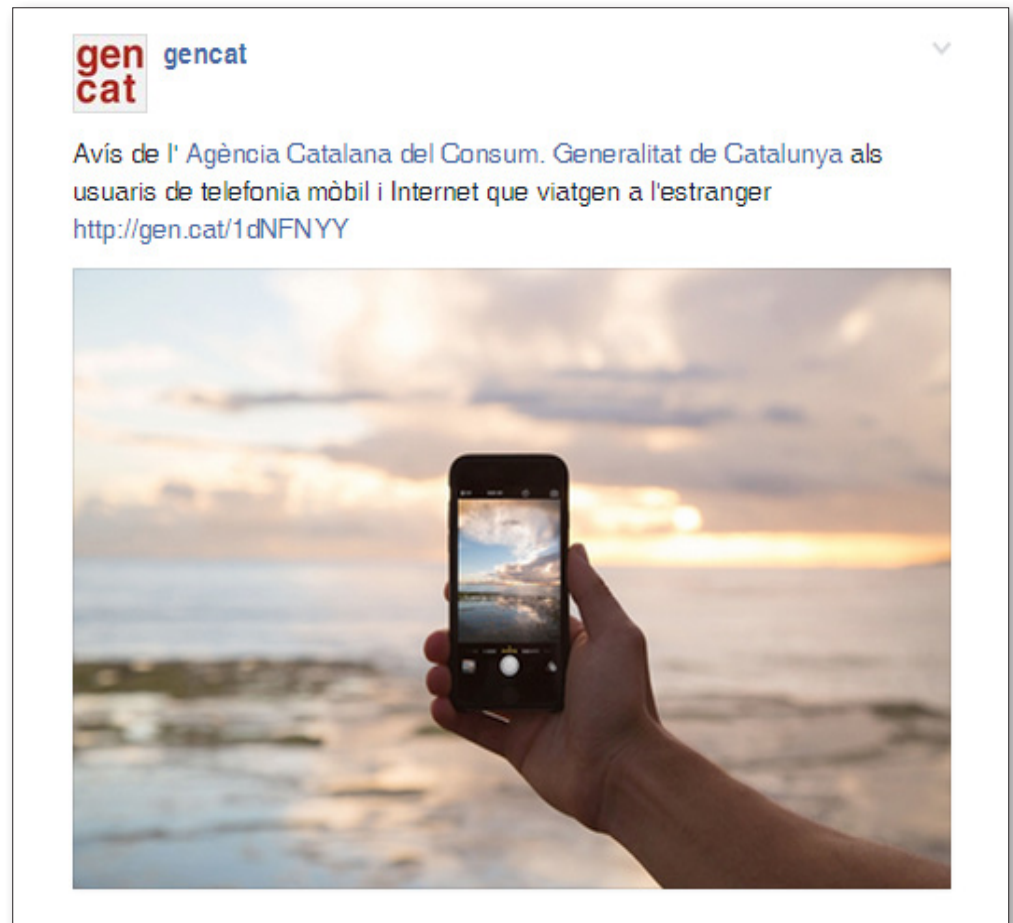 gen
cat
gencat
Avís de l' Agència Catalana del Consum. Generalitat de Catalunya als
usuaris de telefonia mòbil i Internet que viatgen a l'estranger
http://gen.cat/1dNFNYY